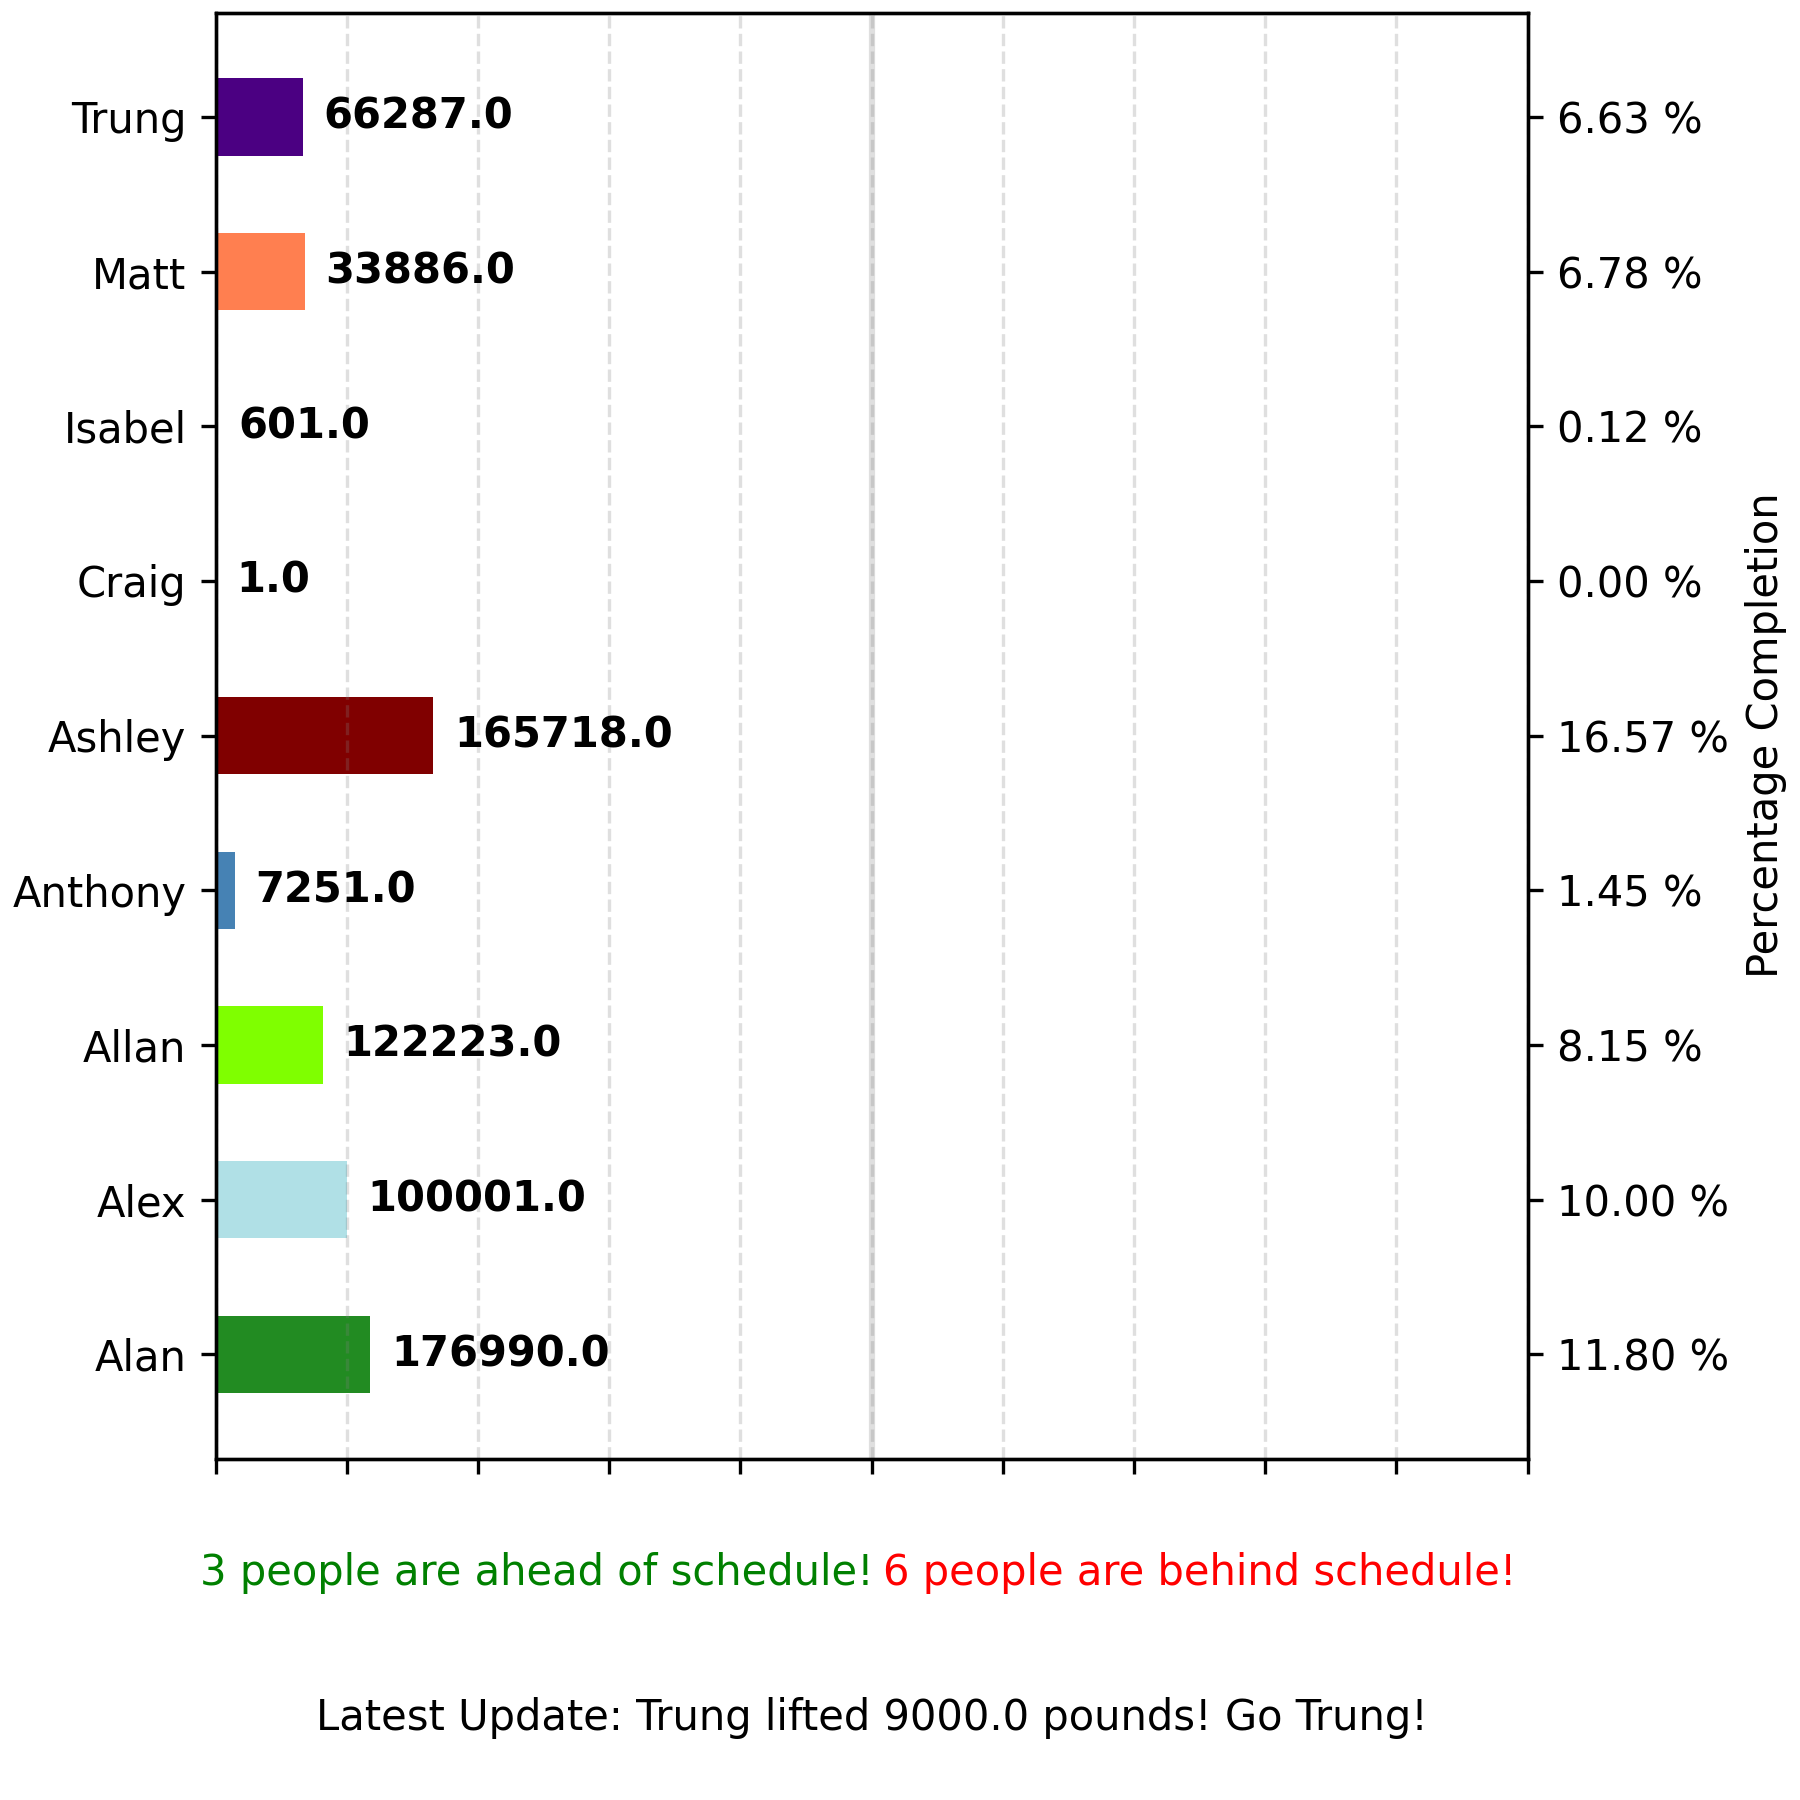 Trung 66287.0 6.63 %
Matt 33886.0 6.78 %
Isabel 601.0 0.12 %
Craig 1.0 0.00 %
Ashley 165718.0 16.57 %
Anthony 7251.0 1.45 %
Allan 122223.0 8.15 %
Alex 100001.0 10.00 %
Alan 176990.0 11.80 %
Percentage Completion
3 people are ahead of schedule! 6 people are behind schedule!
Latest Update: Trung lifted 9000.0 pounds! Go Trung!